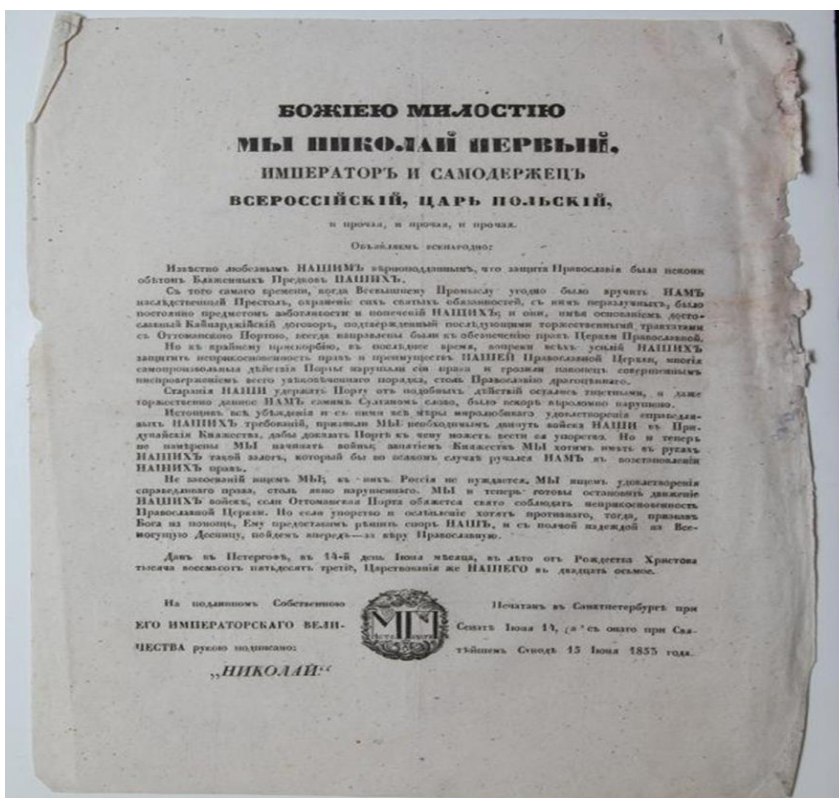 1
БОЖІЕЮ МИЛОСТІЮ
МЫ НИКОЛАЙ ПЕРВЫЙ,
ИМПЕРАТОРЪ И САМОДЕРЖЕЦЪ
ВСЕРОССІЙСКІЙ, ЦАРЬ ПОЛЬСКІЙ,
и прочая, и прочая, и прочая.
Объявляемъ всенародно:
Извѣстно любезнымъ НАШИМЪ вѣрноподданнымъ, что защита Православія была искони
обѣтомъ Блаженныхъ Предковъ НАШИХЪ.
Съ того самаго времени, когда Всевышнему Промыслу угодно было вручить НАМЪ
наслѣдственный Престолъ, охраненіе сихъ святыхъ обязанностей, съ нимъ неразлучныхъ, было
постоянно предметомъ заботливости и попеченій НАШИХЪ; и они, имѣя основаніемъ досто-
славный Кайнарджійскій договоръ, подтвержденный послѣдующими торжественными трактатами
съ Оттоманскою Портою, всегда направлены были къ обезпеченію правъ Церкви Православной.
Но къ крайнему прискорбію, въ послѣднее время, вопреки всѣхъ усилій НАШИХЪ
защитить неприкосновенность правъ и преимуществъ НАШЕЙ Православной Церкви, многія
самопроизвольныя дѣйствія Порты нарушали сіи права и грозили наконецъ совершеннымъ
ниспроверженіемъ всего увѣковѣченнаго порядка, столь Православію драгоцѣннаго.
Старанія НАШИ удержать Порту отъ подобныхъ дѣйствій остались тщетными, и даже
торжественно данное НАМЪ самимъ Султаномъ слово, было вскорѣ вѣроломно нарушено.
Истощивъ всѣ убѣжденія и съ ними всѣ мѣры миролюбиваго удовлетворенія справедли-
выхъ НАШИХЪ требованій, признали МЫ необходимымъ двинуть войска НАШИ въ При-
дунайскія Княжества, дабы доказать Портѣ къ чему можетъ вести ея упорство. Но и теперь
не намѣрены МЫ начинать войны; занятіемъ Княжествъ МЫ хотимъ имѣть въ рукахъ
НАШИХЪ такой залогъ, который бы во всякомъ случаѣ ручался НАМЪ въ возстановленіи
НАШИХЪ правъ.
Не завоеваній ищемъ МЫ; въ нихъ Россія не нуждается. МЫ ищемъ удовлетворенія
справедливаго права, столь явно нарушеннаго. МЫ и теперь готовы остановить движеніе
НАШИХЪ войскъ, если Оттоманская Порта обяжется свято соблюдать неприкосновенность
Православной Церкви. Но если упорство и ослѣпленіе хотятъ противнаго, тогда, призвавъ
Бога на помощь, Ему предоставимъ рѣшить споръ НАШЪ, и съ полной надеждой на Все-
могущую Десницу, пойдемъ впередъ—за вѣру Православную.
Данъ въ Петергофѣ, въ 14-й день Іюня мѣсяца, въ лѣто отъ Рождества Христова
тысяча восемьсотъ пятьдесятъ третіе, Царствованія же НАШЕГО въ двадцать осьмое.
На подлинномъ Собственною
ЕГО ИМПЕРАТОРСКАГО ВЕЛИ-
ЧЕСТВА рукою подписано:
„НИКОЛАЙ.“
Печатанъ въ Санктпетербургѣ при
Сенатѣ Іюня 14, съ онаго при Свя-
тѣйшемъ Сѵнодѣ 15 Іюня 1853 года.